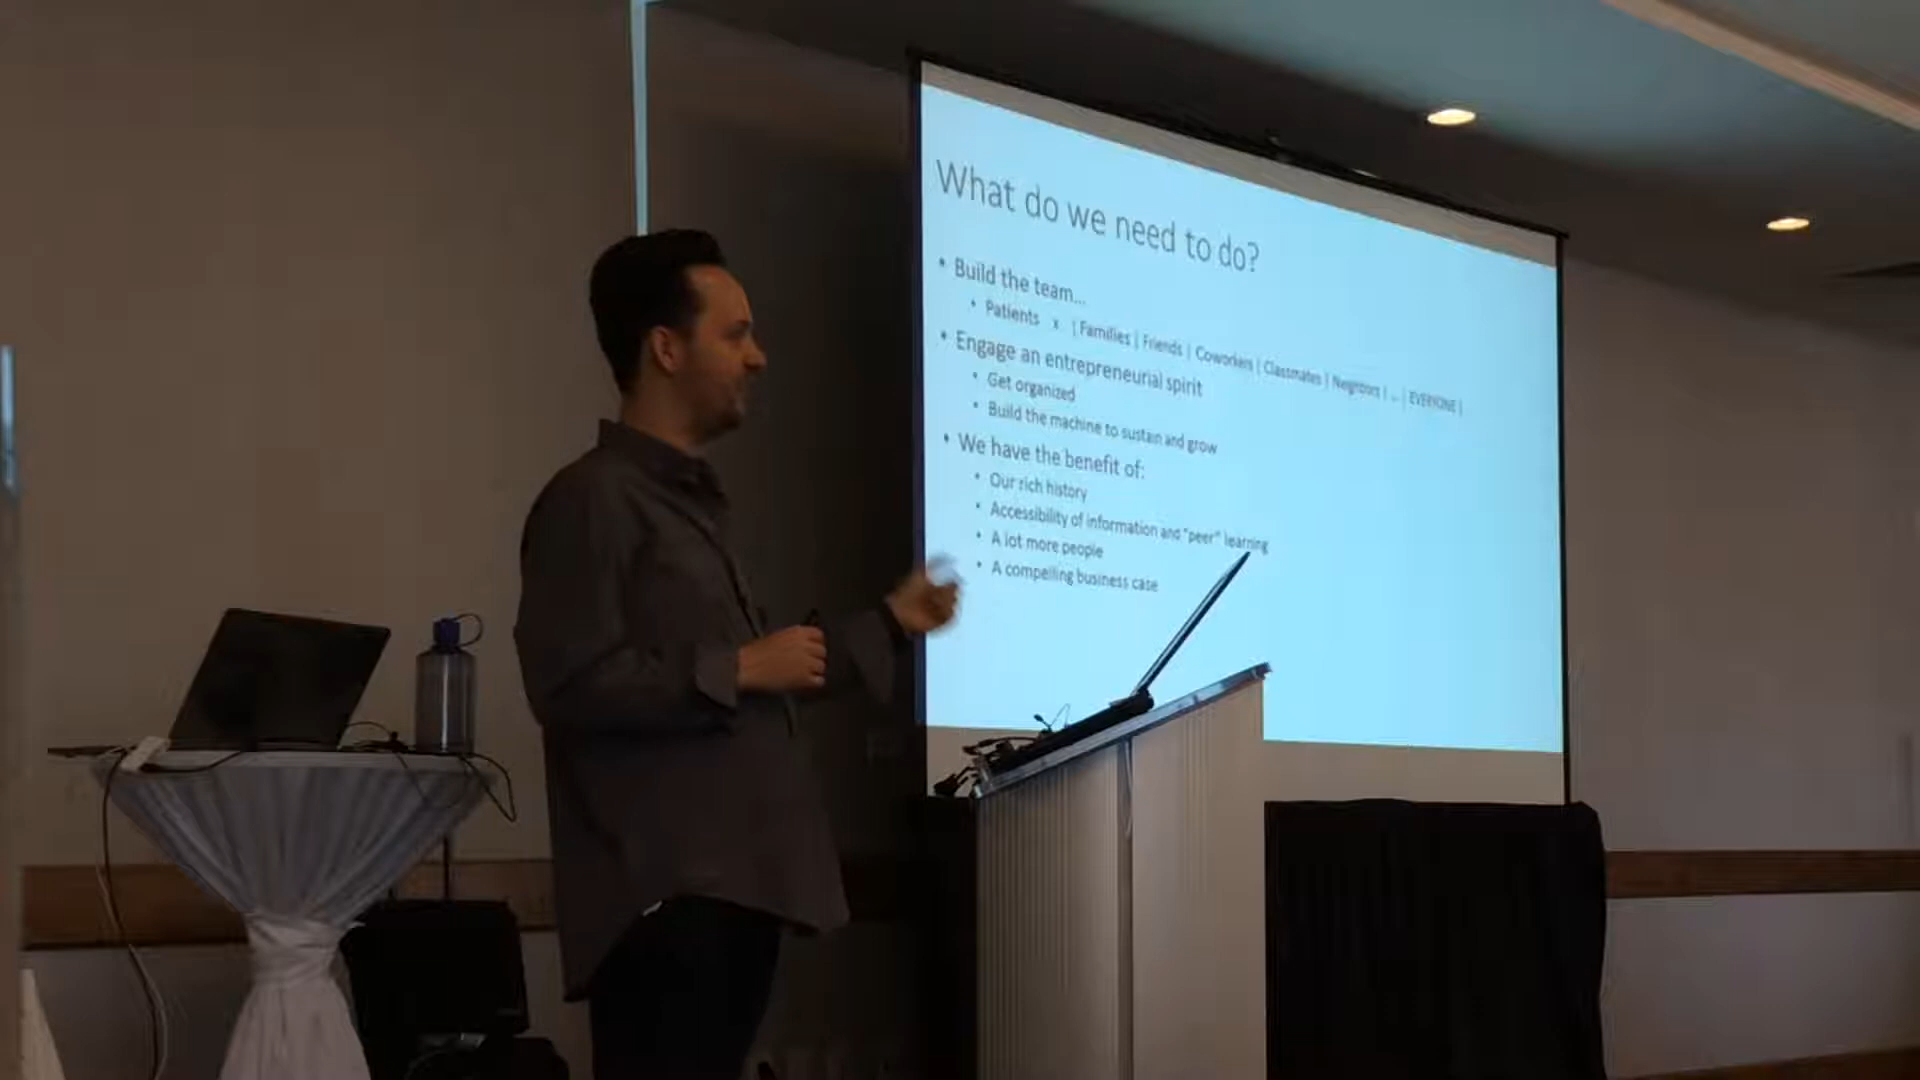 What do we need to do?
• Build the team...
• Patients x | Families | Friends | Coworkers | Classmates | Neighbors | ... | EVERYONE |
• Engage an entrepreneurial spirit
• Get organized
• Build the machine to sustain and grow
• We have the benefit of:
• Our rich history
• Accessibility of information and "peer" learning
• A lot more people
• A compelling business case